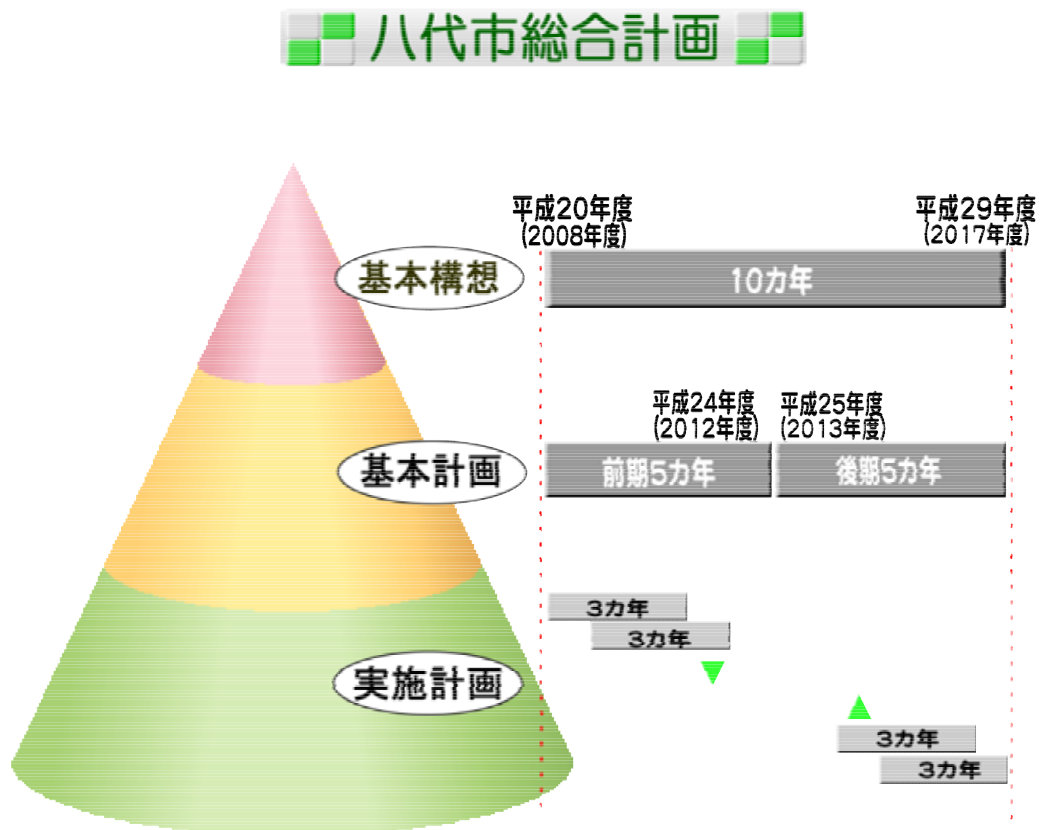 八代市総合計画
平成20年度
(2008年度)
平成29年度
(2017年度)
基本構想
10カ年
平成24年度
(2012年度)
平成25年度
(2013年度)
基本計画
前期5カ年
後期5カ年
3カ年
3カ年
実施計画
3カ年
3カ年